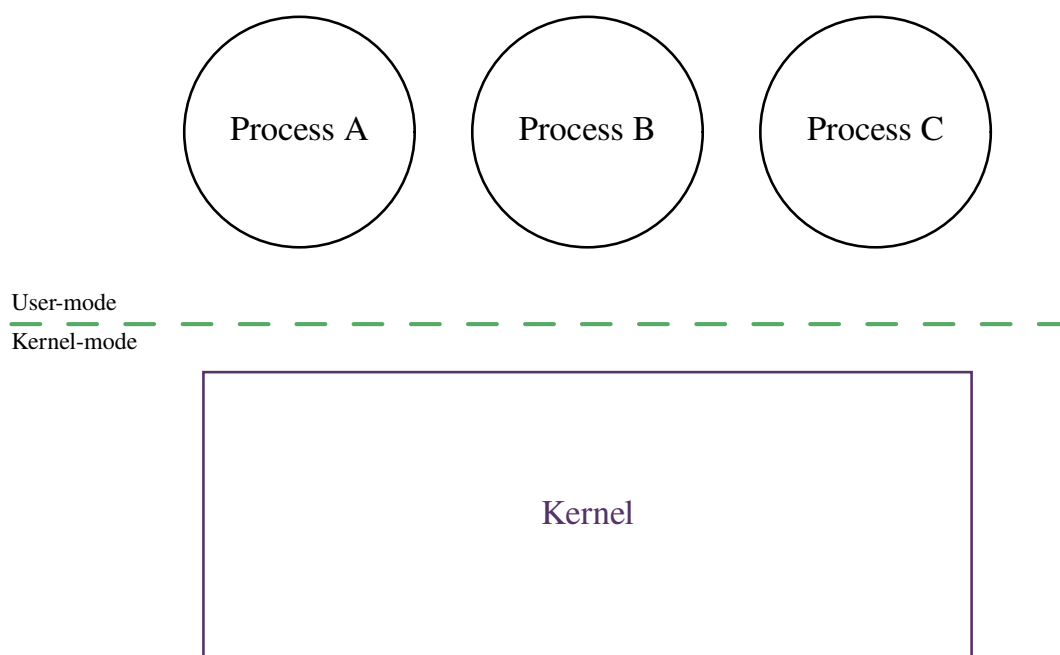 Process A
Process B
Process C
User-mode
Kernel-mode
Kernel